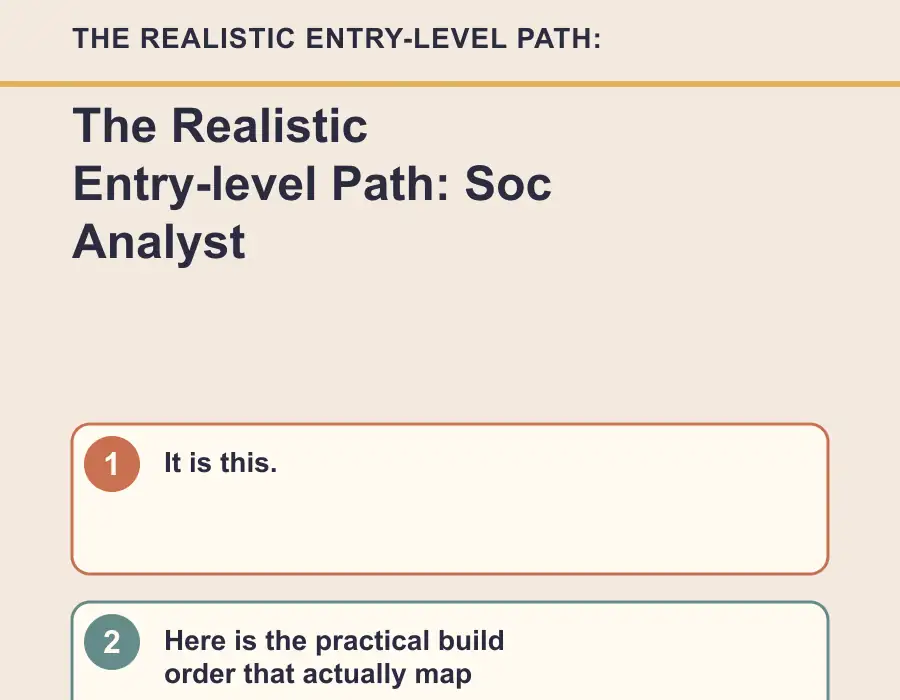 THE REALISTIC ENTRY-LEVEL PATH:
The Realistic
Entry-level Path: Soc
Analyst
1
It is this.
2
Here is the practical build
order that actually map